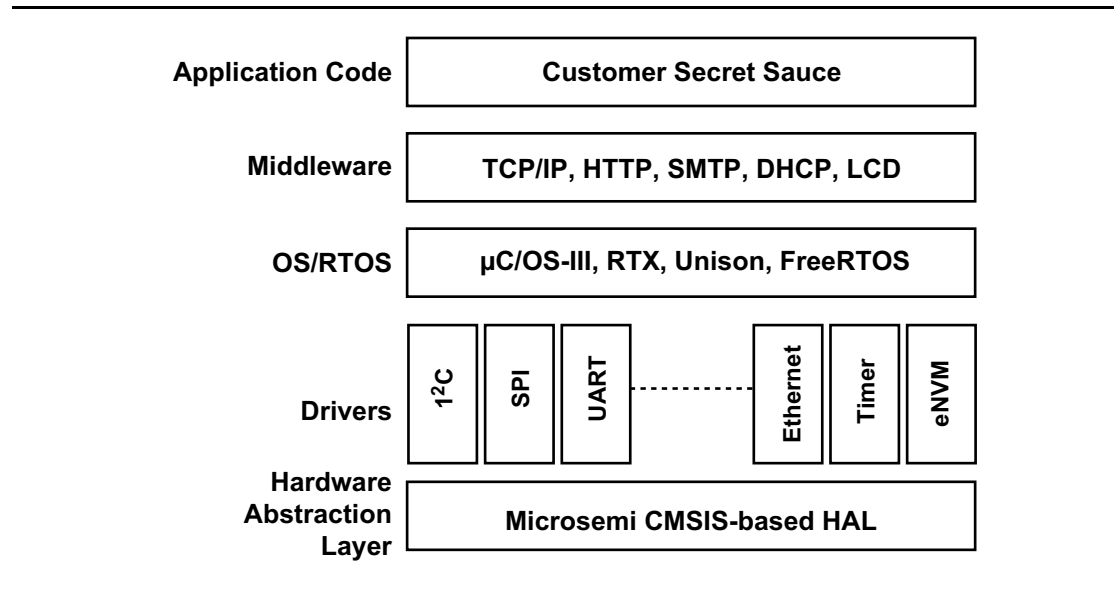 Application Code
Customer Secret Sauce
Middleware
TCP/IP, HTTP, SMTP, DHCP, LCD
OS/RTOS
µC/OS-III, RTX, Unison, FreeRTOS
Drivers
1²C
SPI
UART
Ethernet
Timer
eNVM
Hardware
Abstraction
Layer
Microsemi CMSIS-based HAL